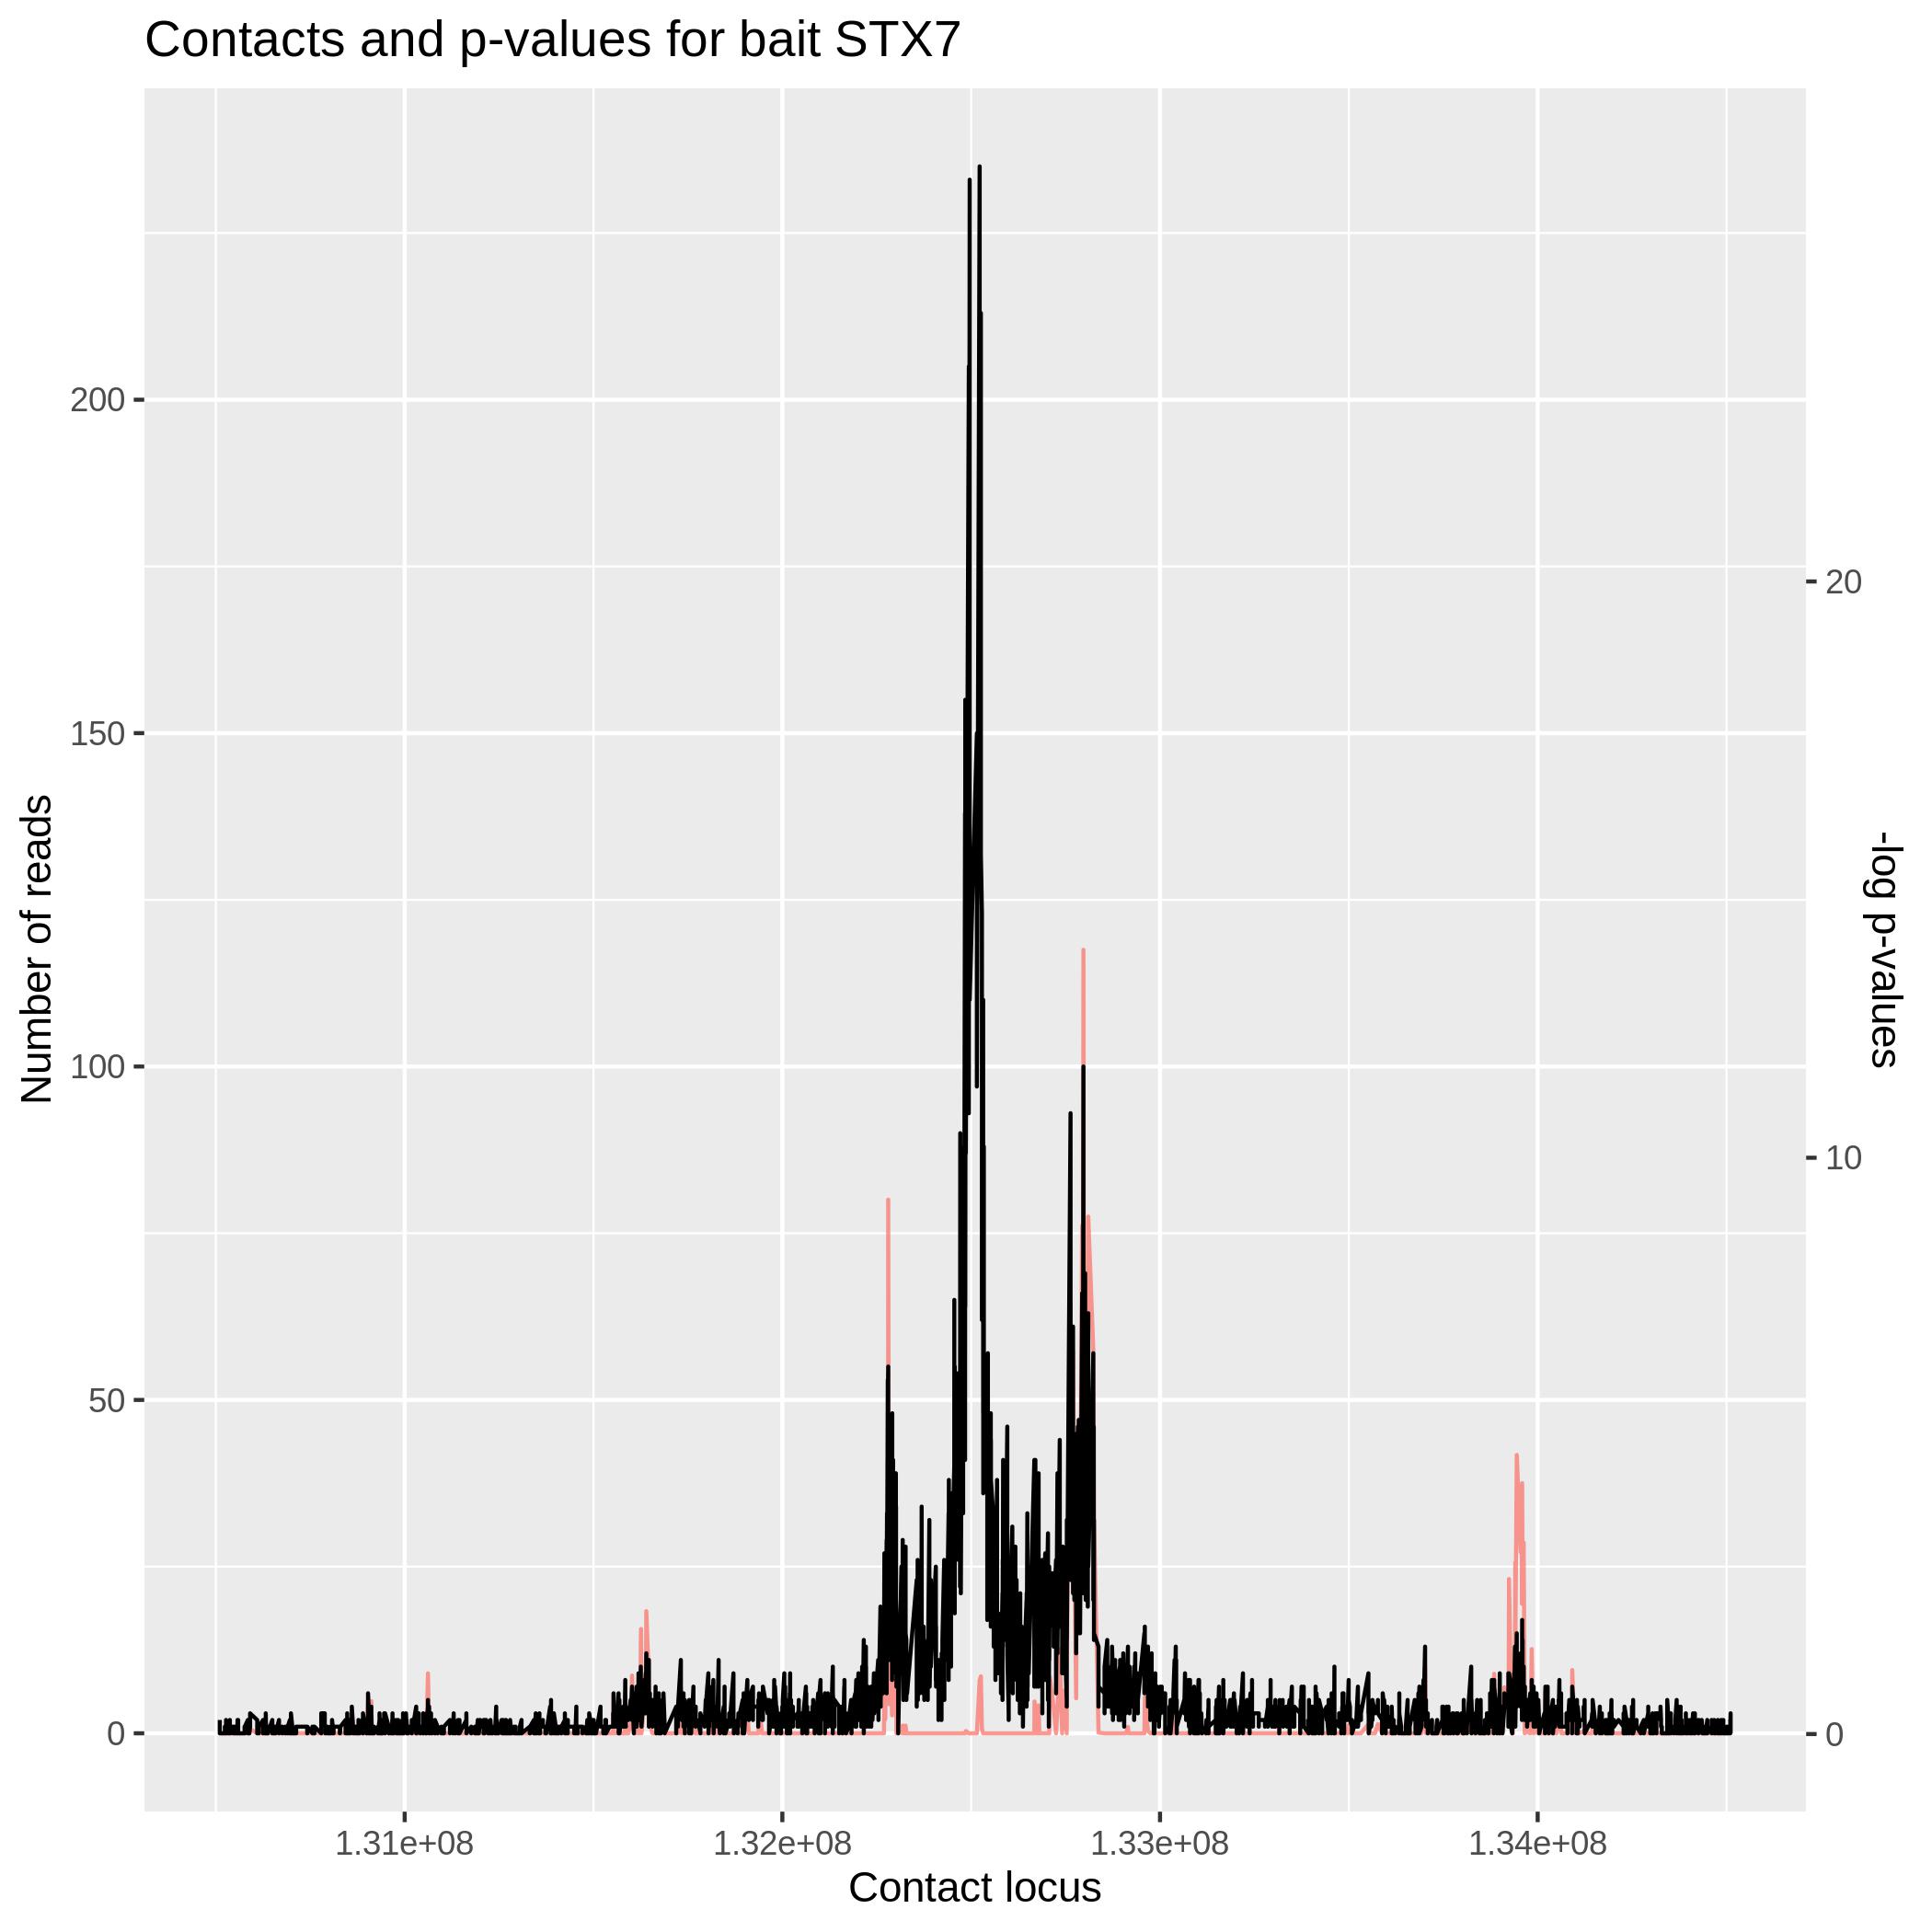 Contacts and p-values for bait STX7
Number of reads
200
150
100
50
0
20
10
0
-log p-values
1.31e+08
1.32e+08
1.33e+08
1.34e+08
Contact locus